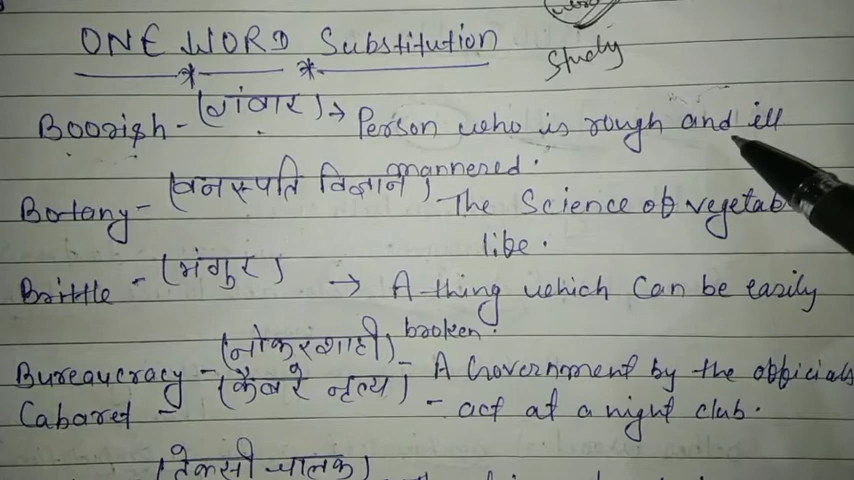 ONE WORD Substitution
Study
Boorish - (गांवार) → Person who is rough and ill
mannered.
Botany - (वनस्पति विज्ञान) - The Science of vegetab
life.
Brittle - (भंगुर) → A thing which can be easily
broken.
Bureaucracy - (नोकरशाही) - A Government by the officials
Cabaret - (कैबरे नृत्य) - act at a night club.
(टेकसी चालक)